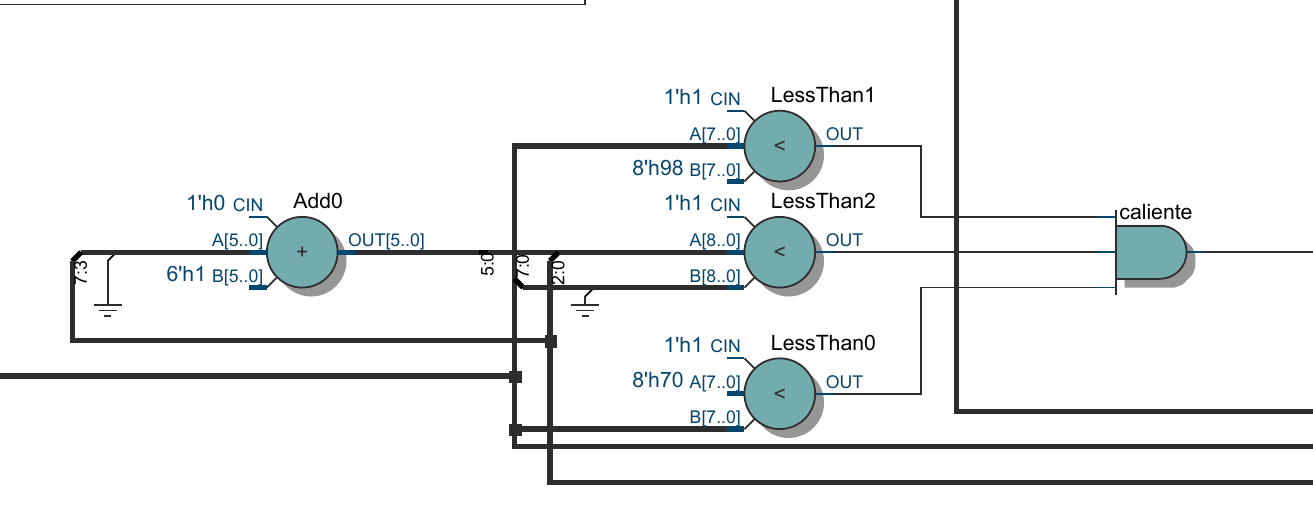 1'h1 CIN LessThan1
A[7..0] < OUT
8'h98 B[7..0]
1'h0 CIN Add0
1'h1 CIN LessThan2
A[5..0] + OUT[5..0]
6'h1 B[5..0]
7:3
5:0
7:0
2:0
A[8..0] < OUT
B[8..0]
caliente
1'h1 CIN LessThan0
8'h70 A[7..0] < OUT
B[7..0]